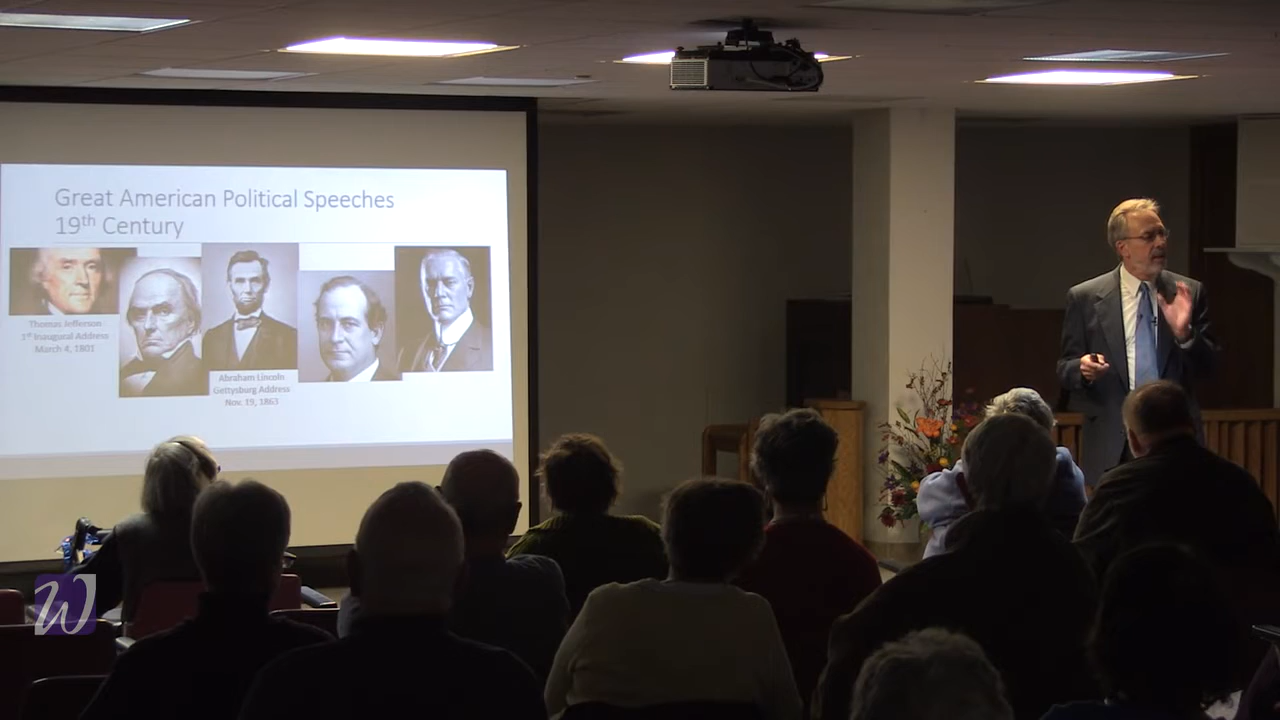 Great American Political Speeches
19th Century
Thomas Jefferson
1st Inaugural Address
March 4, 1801
Abraham Lincoln
Gettysburg Address
Nov. 19, 1863
W